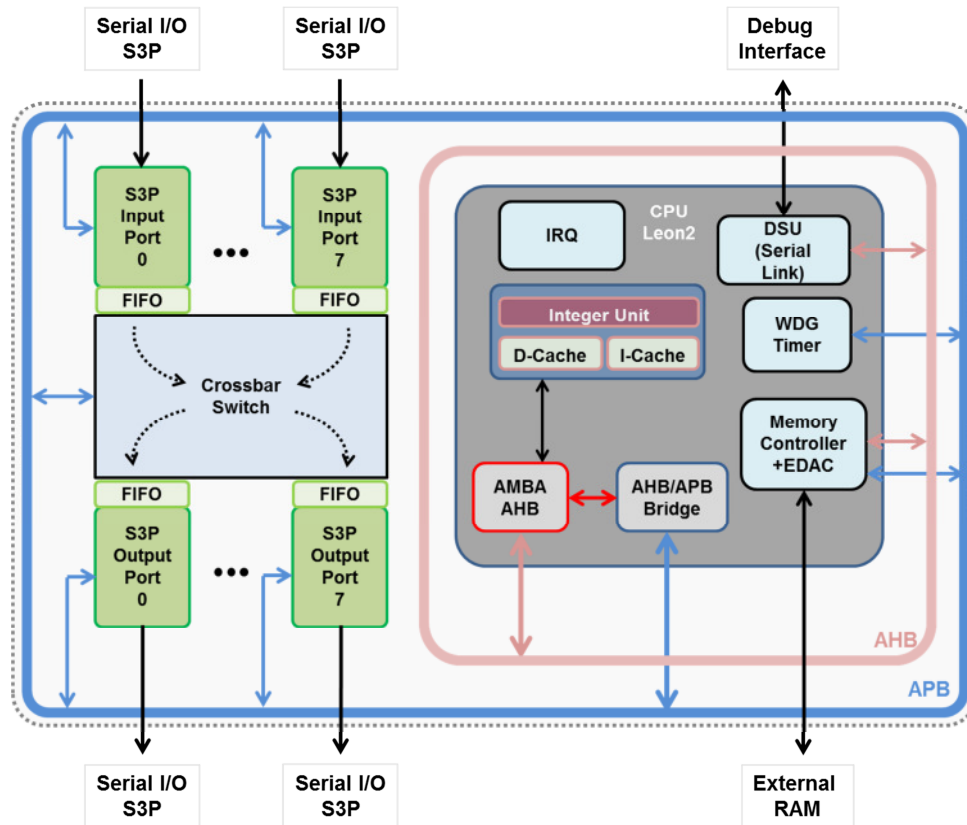 Serial I/O
S3P
Serial I/O
S3P
Debug
Interface
S3P
Input
Port
0
S3P
Input
Port
7
•••
FIFO
FIFO
Crossbar
Switch
FIFO
FIFO
S3P
Output
Port
0
S3P
Output
Port
7
•••
CPU
Leon2
IRQ
DSU
(Serial
Link)
Integer Unit
D-Cache
I-Cache
WDG
Timer
Memory
Controller
+EDAC
AMBA
AHB
AHB/APB
Bridge
AHB
APB
Serial I/O
S3P
Serial I/O
S3P
External
RAM